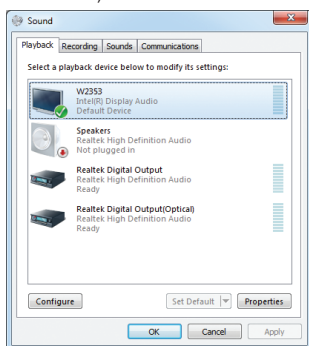 Sound
Playback Recording Sounds Communications
Select a playback device below to modify its settings:
W2353
Intel(R) Display Audio
Default Device
Speakers
Realtek High Definition Audio
Not plugged in
Realtek Digital Output
Realtek High Definition Audio
Ready
Realtek Digital Output(Optical)
Realtek High Definition Audio
Ready
Configure Set Default Properties
OK Cancel Apply